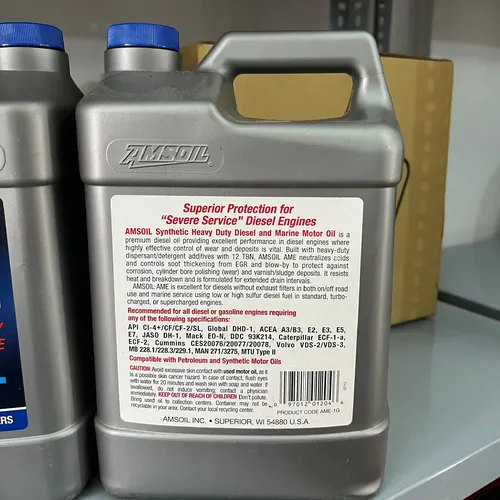 AMSOIL
Superior Protection for
"Severe Service" Diesel Engines
AMSOIL Synthetic Heavy Duty Diesel and Marine Motor Oil is a
premium diesel oil providing excellent performance in diesel engines where
highly effective control of wear and deposits is vital. Built with heavy-duty
dispersant/detergent additives with 12 TBN, AMSOIL AME neutralizes acids
and controls soot thickening from EGR and blow-by to protect against
corrosion, cylinder bore polishing (wear) and varnish/sludge deposits. It resists
heat and breakdown and is formulated for extended drain intervals.
AMSOIL AME is excellent for diesels without exhaust filters in both on/off road
use and marine service using low or high sulfur diesel fuel in standard, turbo-
charged, or supercharged engines.
Recommended for all diesel or gasoline engines requiring
any of the following specifications:
API CI-4+/CF/CF-2/SL, Global DHD-1, ACEA A3/B3, E2, E3, E5,
E7, JASO DH-1, Mack EO-N, DDC 93K214, Caterpillar ECF-1-a,
ECF-2, Cummins CES20076/20077/20078, Volvo VDS-2/VDS-3,
MB 228.1/228.3/229.1, MAN 271/3275, MTU Type II
Compatible with Petroleum and Synthetic Motor Oils
CAUTION: Avoid excessive skin contact with used motor oil, as it
is a possible skin cancer hazard. In case of contact, flush eyes
with water for 20 minutes and wash skin with soap and water. If
swallowed, do not induce vomiting, contact a physician
immediately. KEEP OUT OF REACH OF CHILDREN. Don't pollute.
Bring used oil to collection centers. Container may not be
recyclable in your area. Contact your local recycling center.
0 97012 01204 6
PRODUCT CODE AME-1G
AMSOIL INC. • SUPERIOR, WI 54880 U.S.A.
ERS